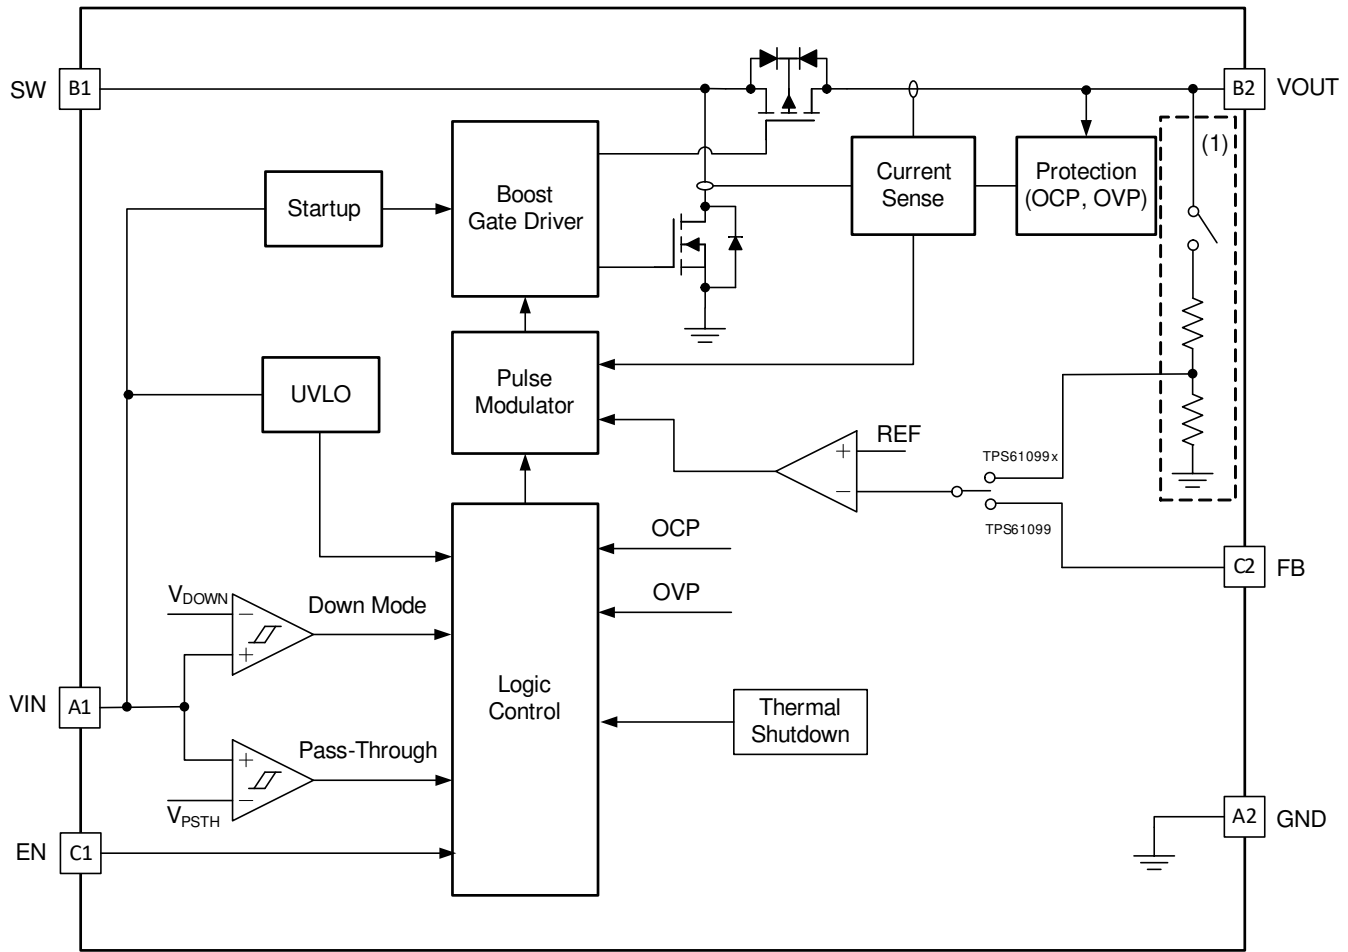 SW
B1
B2
VOUT
(1)
Startup
Boost
Gate Driver
Current
Sense
Protection
(OCP, OVP)
UVLO
Pulse
Modulator
REF
+
−
TPS61099x
TPS61099
OCP
OVP
C2
FB
VDOWN
−
+
Down Mode
VIN
A1
Logic
Control
Thermal
Shutdown
+
−
Pass-Through
VPSTH
A2
GND
EN
C1